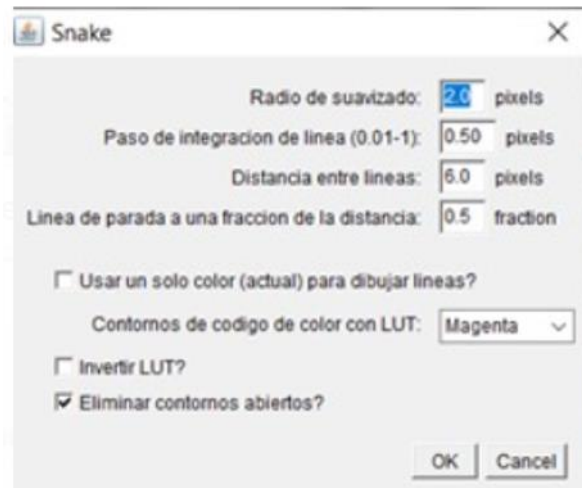 Snake
Radio de suavizado: 2.0 pixels
Paso de integracion de linea (0.01-1): 0.50 pixels
Distancia entre lineas: 6.0 pixels
Linea de parada a una fraccion de la distancia: 0.5 fraction
Usar un solo color (actual) para dibujar lineas?
Contornos de codigo de color con LUT: Magenta
Invertir LUT?
Eliminar contornos abiertos?
OK Cancel